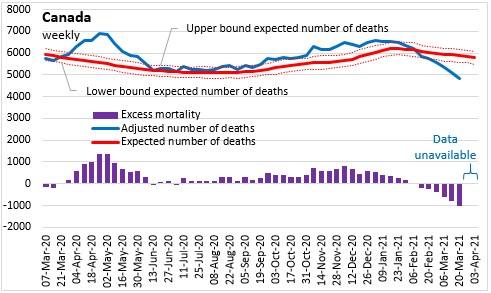 8000
7000
6000
5000
4000
3000
2000
1000
0
-1000
-2000
Canada
weekly
Upper bound expected number of deaths
Lower bound expected number of deaths
Excess mortality
Adjusted number of deaths
Expected number of deaths
Data
unavailable
07-Mar-20
21-Mar-20
04-Apr-20
18-Apr-20
02-May-20
16-May-20
30-May-20
13-Jun-20
27-Jun-20
11-Jul-20
25-Jul-20
08-Aug-20
22-Aug-20
05-Sep-20
19-Sep-20
03-Oct-20
17-Oct-20
31-Oct-20
14-Nov-20
28-Nov-20
12-Dec-20
26-Dec-20
09-Jan-21
23-Jan-21
06-Feb-21
20-Feb-21
06-Mar-21
20-Mar-21
03-Apr-21